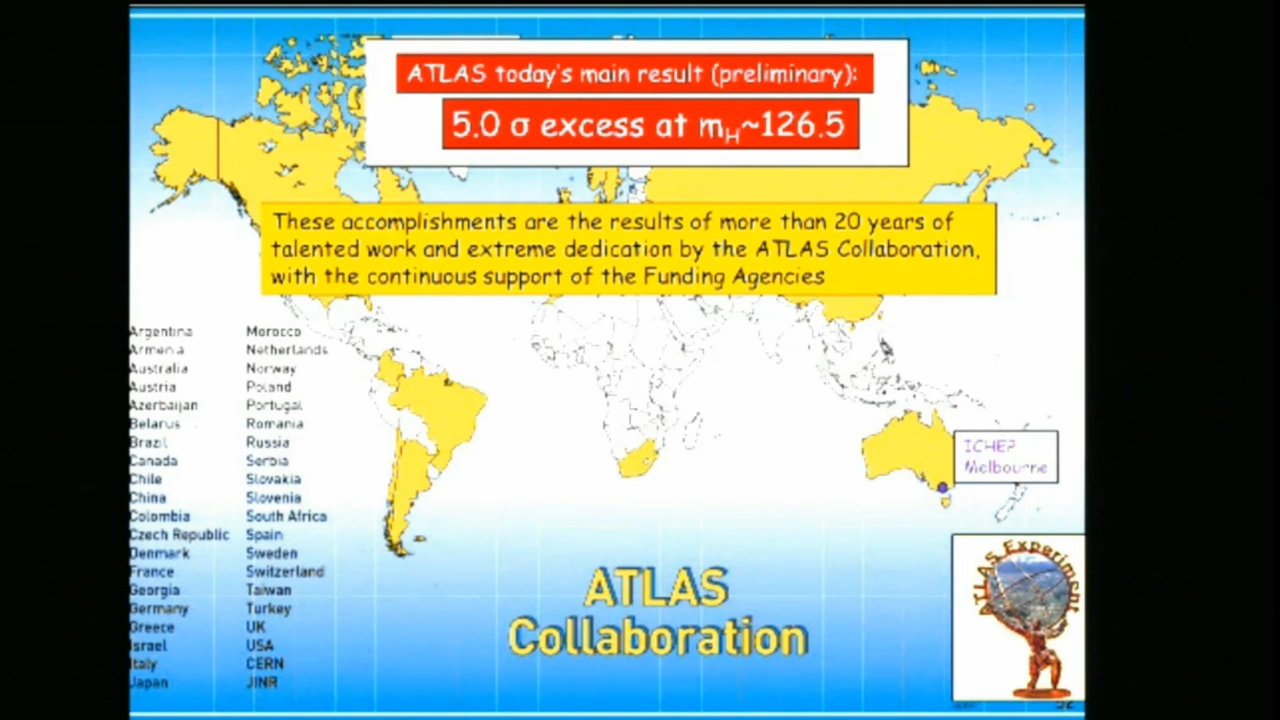 ATLAS today's main result (preliminary):
5.0 σ excess at mH~126.5
These accomplishments are the results of more than 20 years of
talented work and extreme dedication by the ATLAS Collaboration,
with the continuous support of the Funding Agencies
Argentina
Armenia
Australia
Austria
Azerbaijan
Belarus
Brazil
Canada
Chile
China
Colombia
Czech Republic
Denmark
France
Georgia
Germany
Greece
Israel
Italy
Japan
Morocco
Netherlands
Norway
Poland
Portugal
Romania
Russia
Serbia
Slovakia
Slovenia
South Africa
Spain
Sweden
Switzerland
Taiwan
Turkey
UK
USA
CERN
JINR
ICHEP
Melbourne
ATLAS
Collaboration
ATLAS Experiment